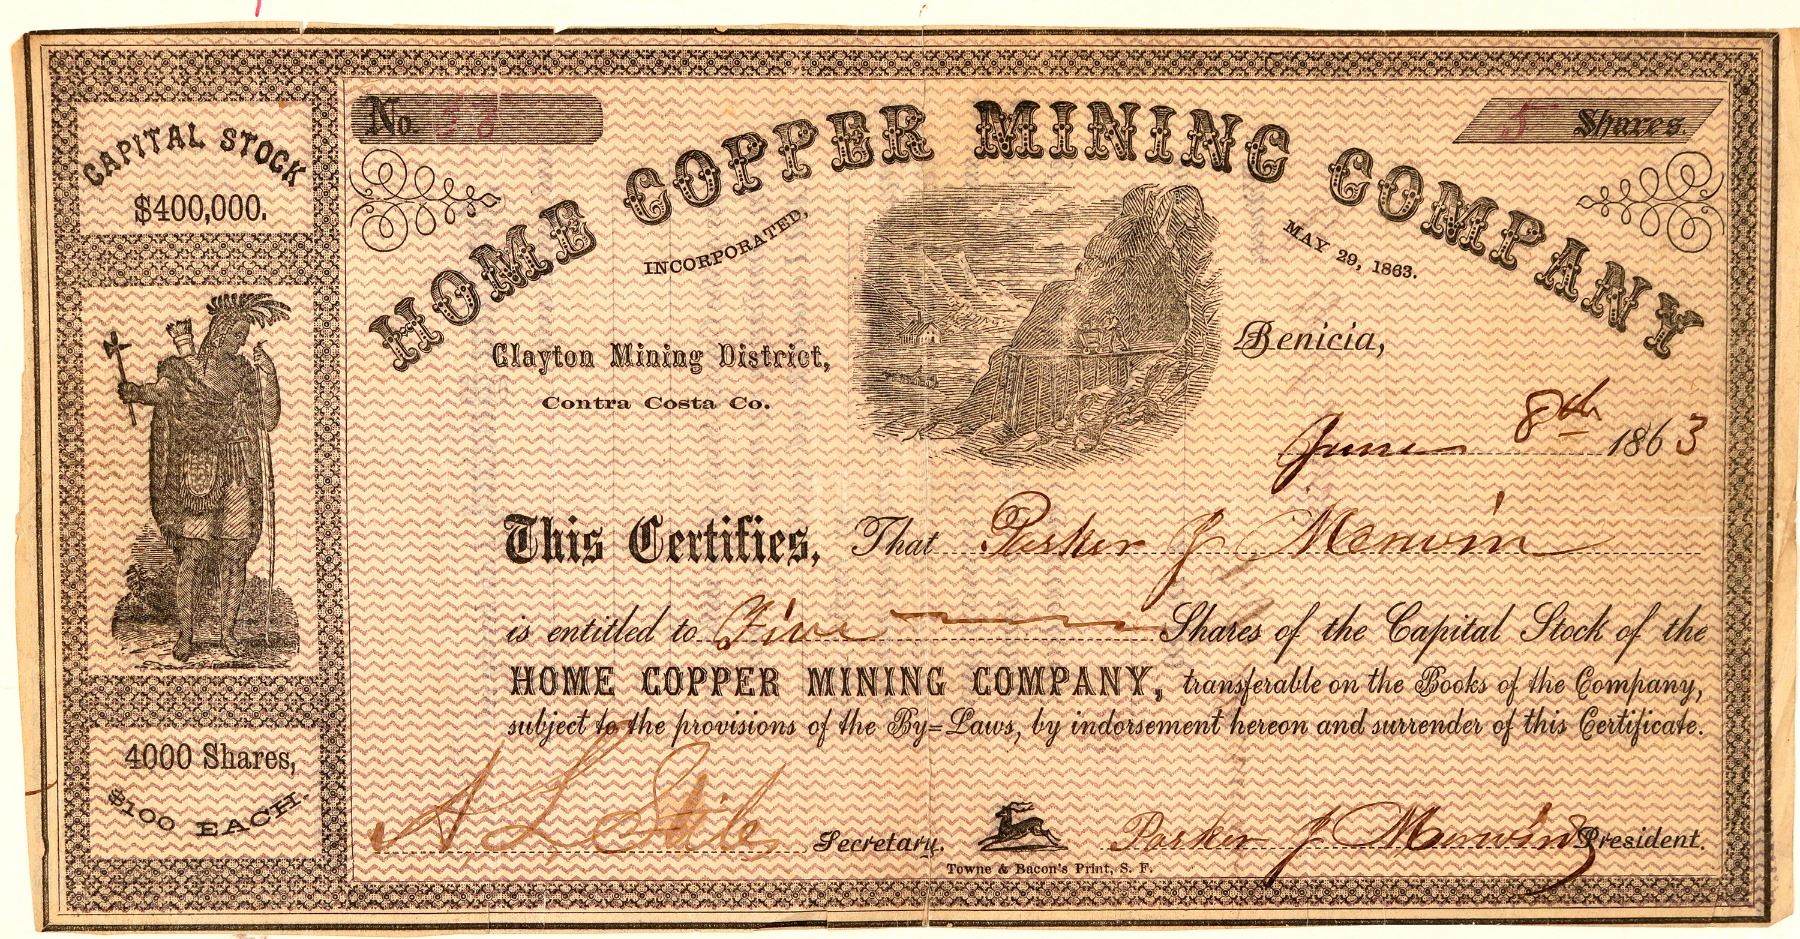 CAPITAL STOCK
$400,000.
4000 Shares,
$100 EACH.
No.
5 Shares.
HOME COPPER MINING COMPANY
INCORPORATED, MAY 29, 1863.
Clayton Mining District,
Contra Costa Co.
Benicia,
June 8th 1863
This Certifies, That Parker J Merwin
is entitled to Five Shares of the Capital Stock of the
HOME COPPER MINING COMPANY, transferable on the Books of the Company,
subject to the provisions of the By=Laws, by indorsement hereon and surrender of this Certificate.
Secretary. Parker J Merwin President.
Towne & Bacon's Print, S. F.